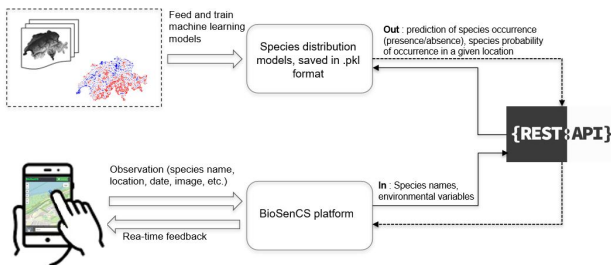 Feed and train
machine learning
models
Species distribution
models, saved in .pkl
format
Out : prediction of species occurrence
(presence/absence), species probability
of occurrence in a given location
{REST:API}
Observation (species name,
location, date, image, etc.)
Rea-time feedback
BioSenCS platform
In : Species names,
environmental variables